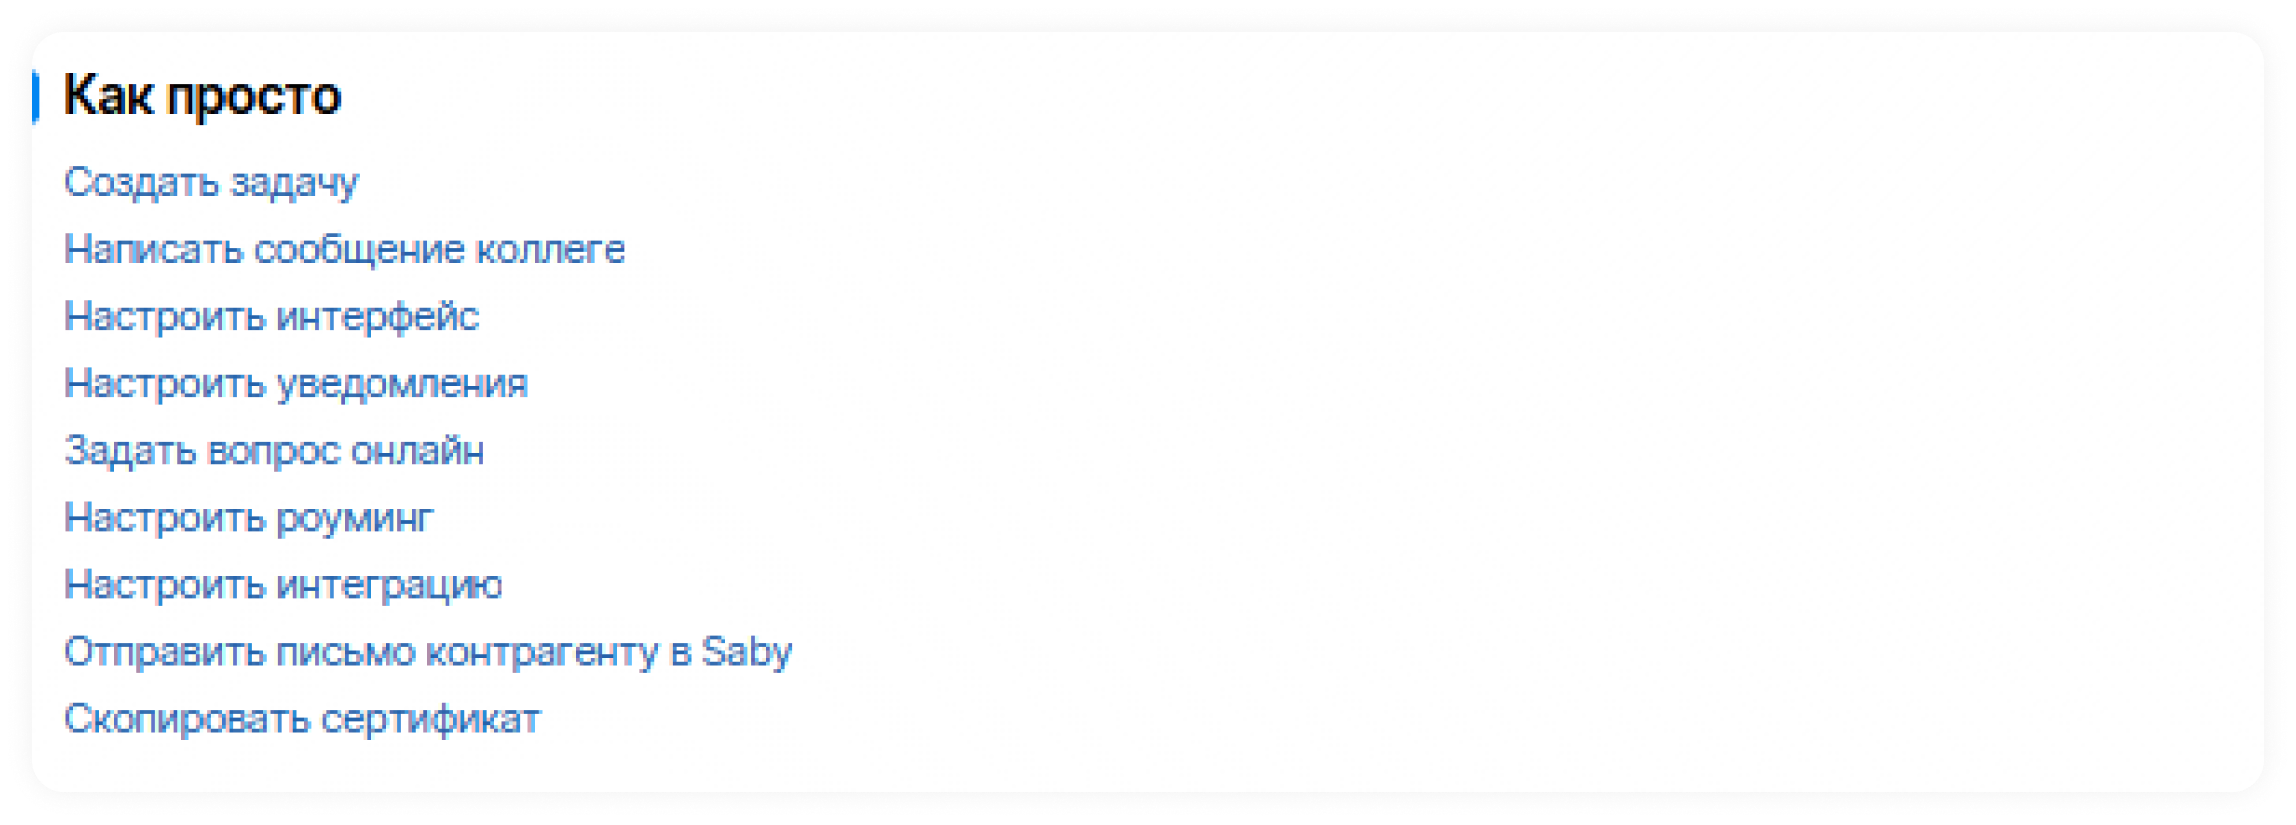 Как просто
Создать задачу
Написать сообщение коллеге
Настроить интерфейс
Настроить уведомления
Задать вопрос онлайн
Настроить роуминг
Настроить интеграцию
Отправить письмо контрагенту в Saby
Скопировать сертификат